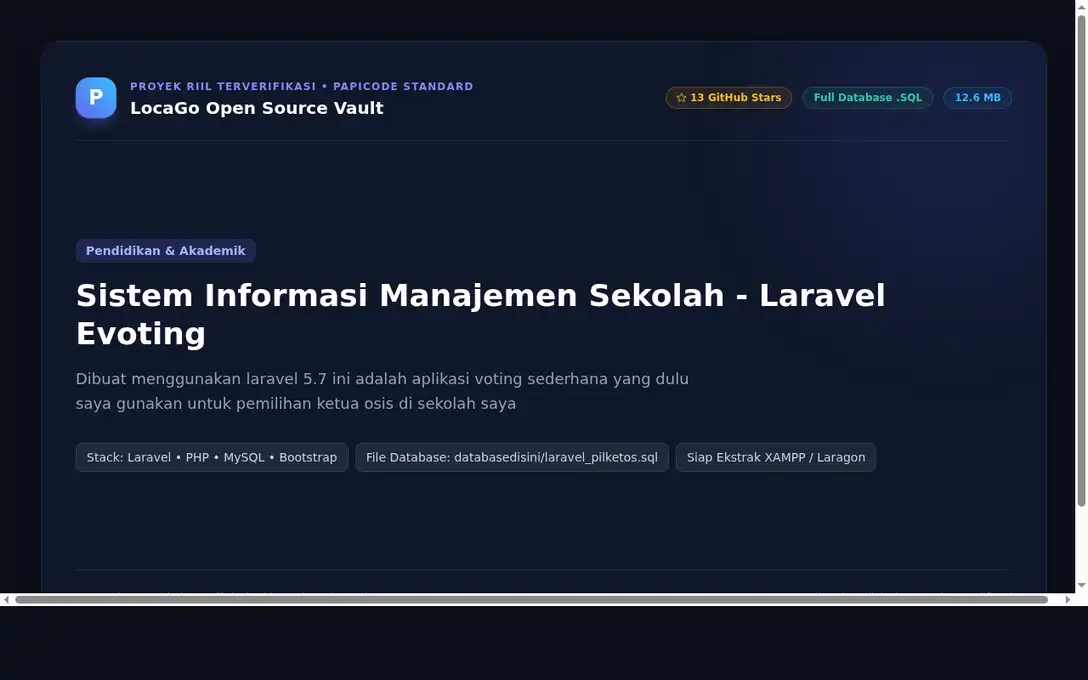 P
PROYEK RIIL TERVERIFIKASI • PAPICODE STANDARD
LocaGo Open Source Vault
☆ 13 GitHub Stars
Full Database .SQL
12.6 MB
Pendidikan & Akademik
Sistem Informasi Manajemen Sekolah - Laravel
Evoting
Dibuat menggunakan laravel 5.7 ini adalah aplikasi voting sederhana yang dulu
saya gunakan untuk pemilihan ketua osis di sekolah saya
Stack: Laravel • PHP • MySQL • Bootstrap
File Database: databasedisini/laravel_pilketos.sql
Siap Ekstrak XAMPP / Laragon